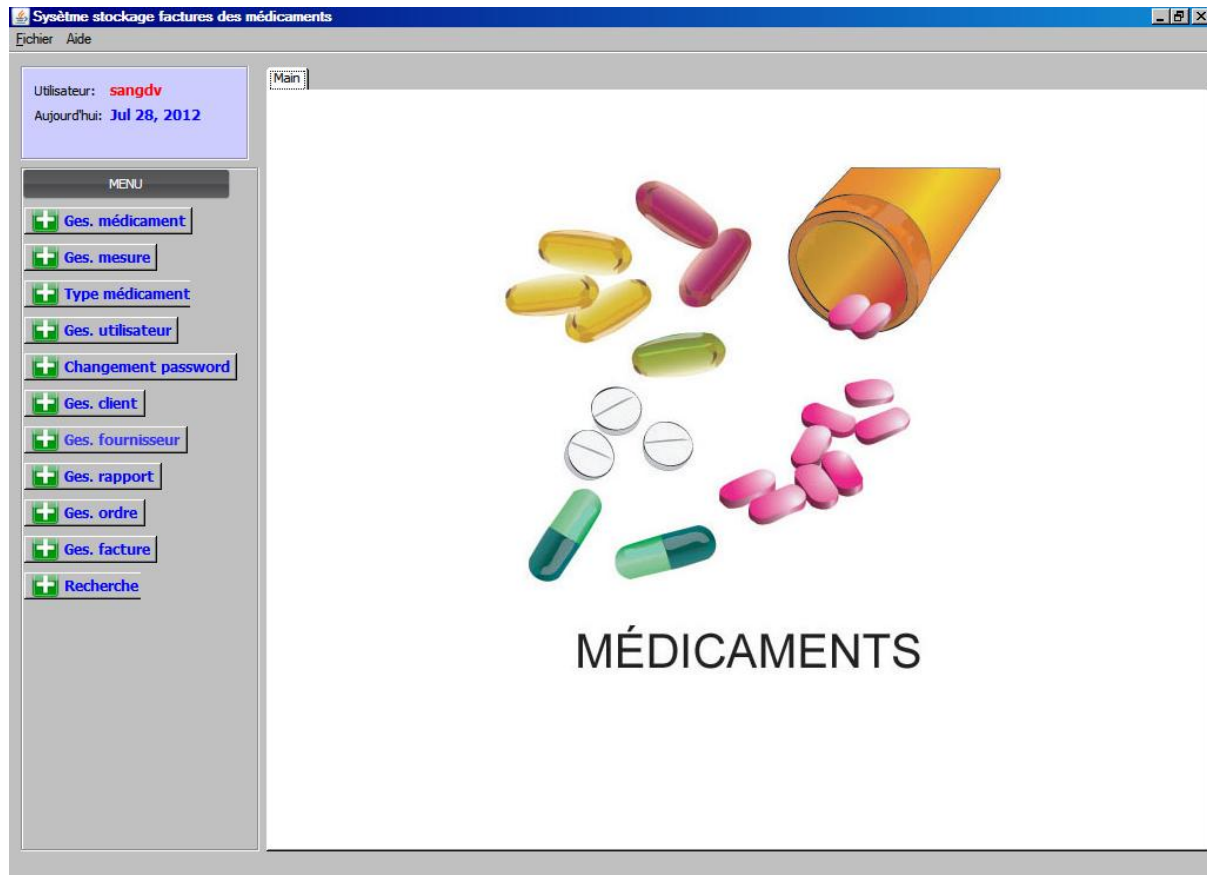 Sysètme stockage factures des médicaments
Fichier Aide
Utilisateur: sangdv
Aujourd'hui: Jul 28, 2012
Main
MENU
Ges. médicament
Ges. mesure
Type médicament
Ges. utilisateur
Changement password
Ges. client
Ges. fournisseur
Ges. rapport
Ges. ordre
Ges. facture
Recherche
MÉDICAMENTS